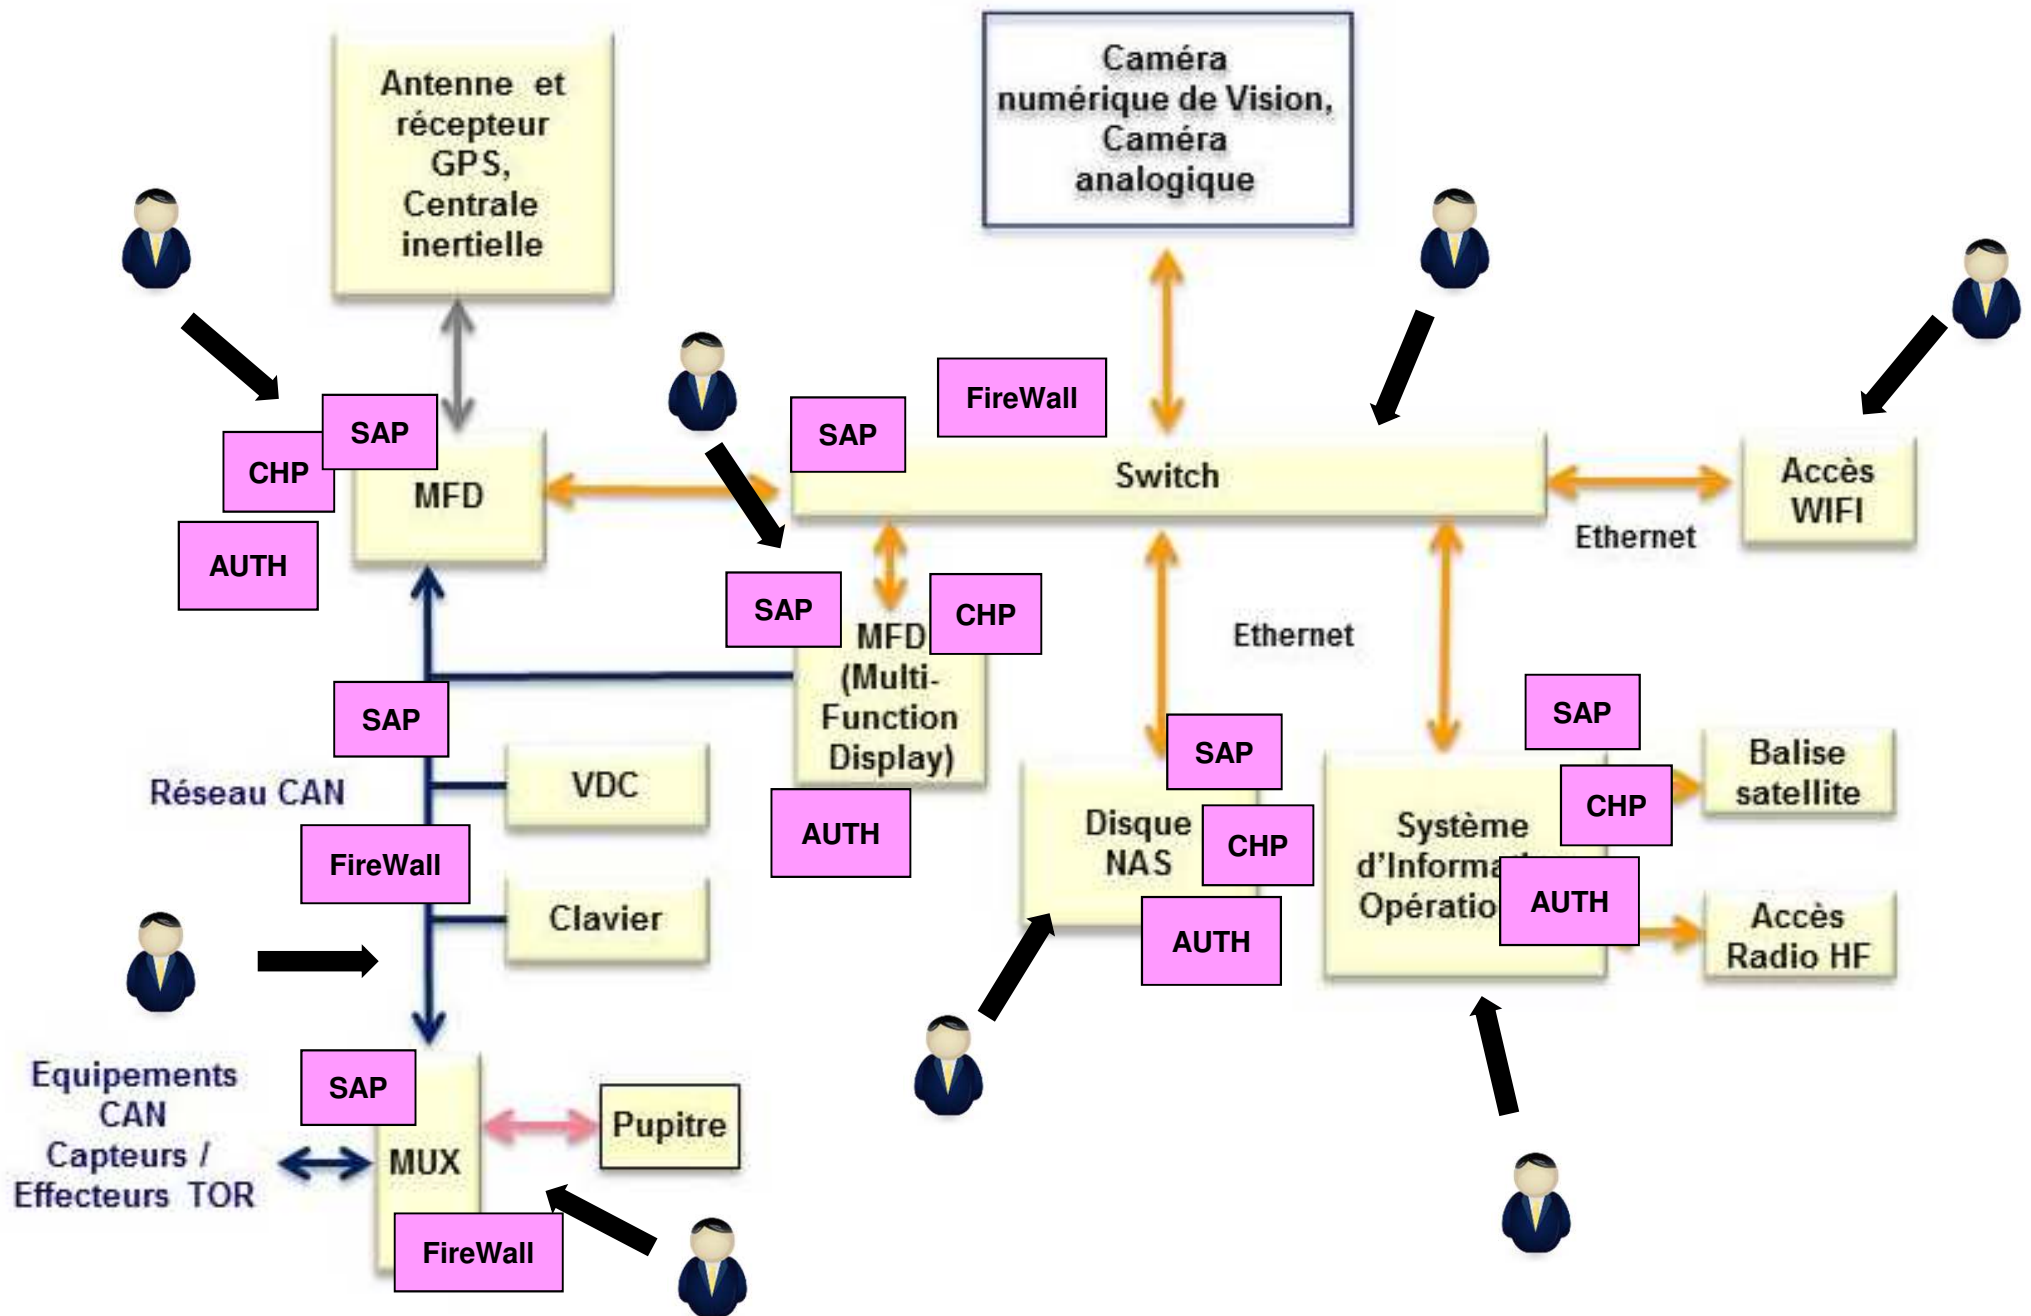 Antenne et
récepteur
GPS,
Centrale
inertielle
Caméra
numérique de Vision,
Caméra
analogique
FireWall
SAP
SAP
CHP
MFD
Switch
Accès
WIFI
Ethernet
AUTH
SAP
CHP
MFD
(Multi-
Function
Display)
Ethernet
SAP
SAP
SAP
Réseau CAN
VDC
AUTH
Disque
NAS
CHP
Système
d'Informa
Opératio
CHP
AUTH
Balise
satellite
FireWall
Clavier
AUTH
Accès
Radio HF
Equipements
CAN
Capteurs /
Effecteurs TOR
SAP
MUX
Pupitre
FireWall